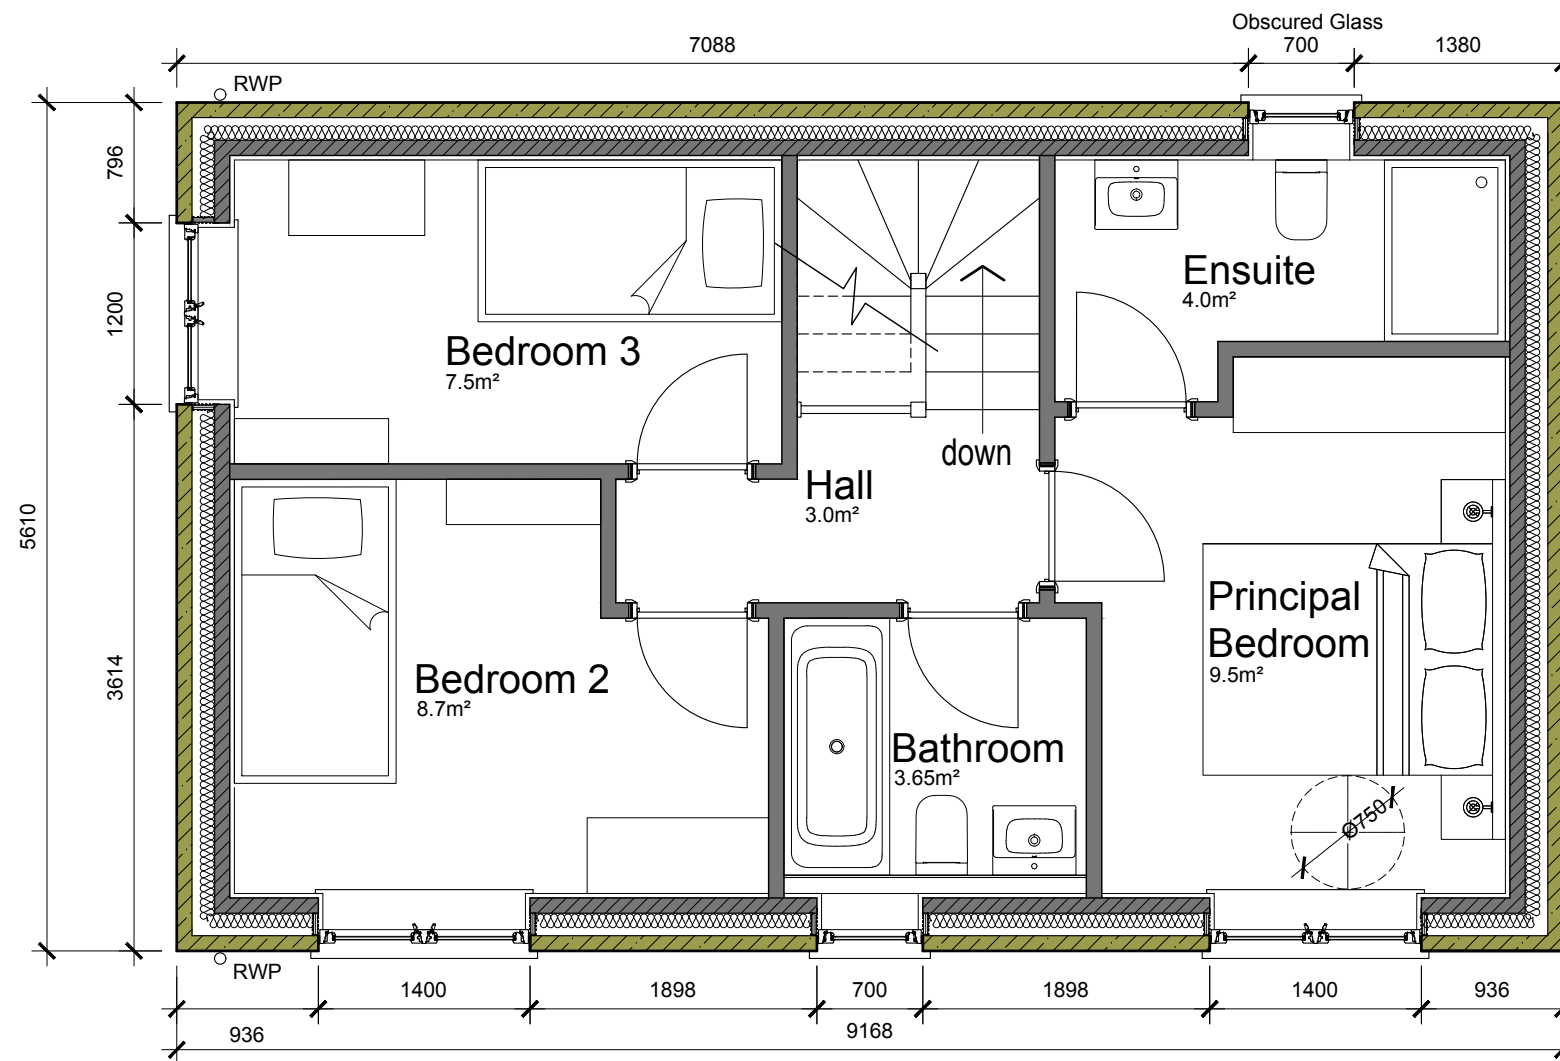 Obscured Glass
7088
700
1380
RWP
796
1200
3614
5610
Bedroom 3
7.5m²
Ensuite
4.0m²
down
Hall
3.0m²
Principal
Bedroom
9.5m²
Bedroom 2
8.7m²
Bathroom
3.65m²
Ø750
RWP
1400
1898
700
1898
1400
936
936
9168